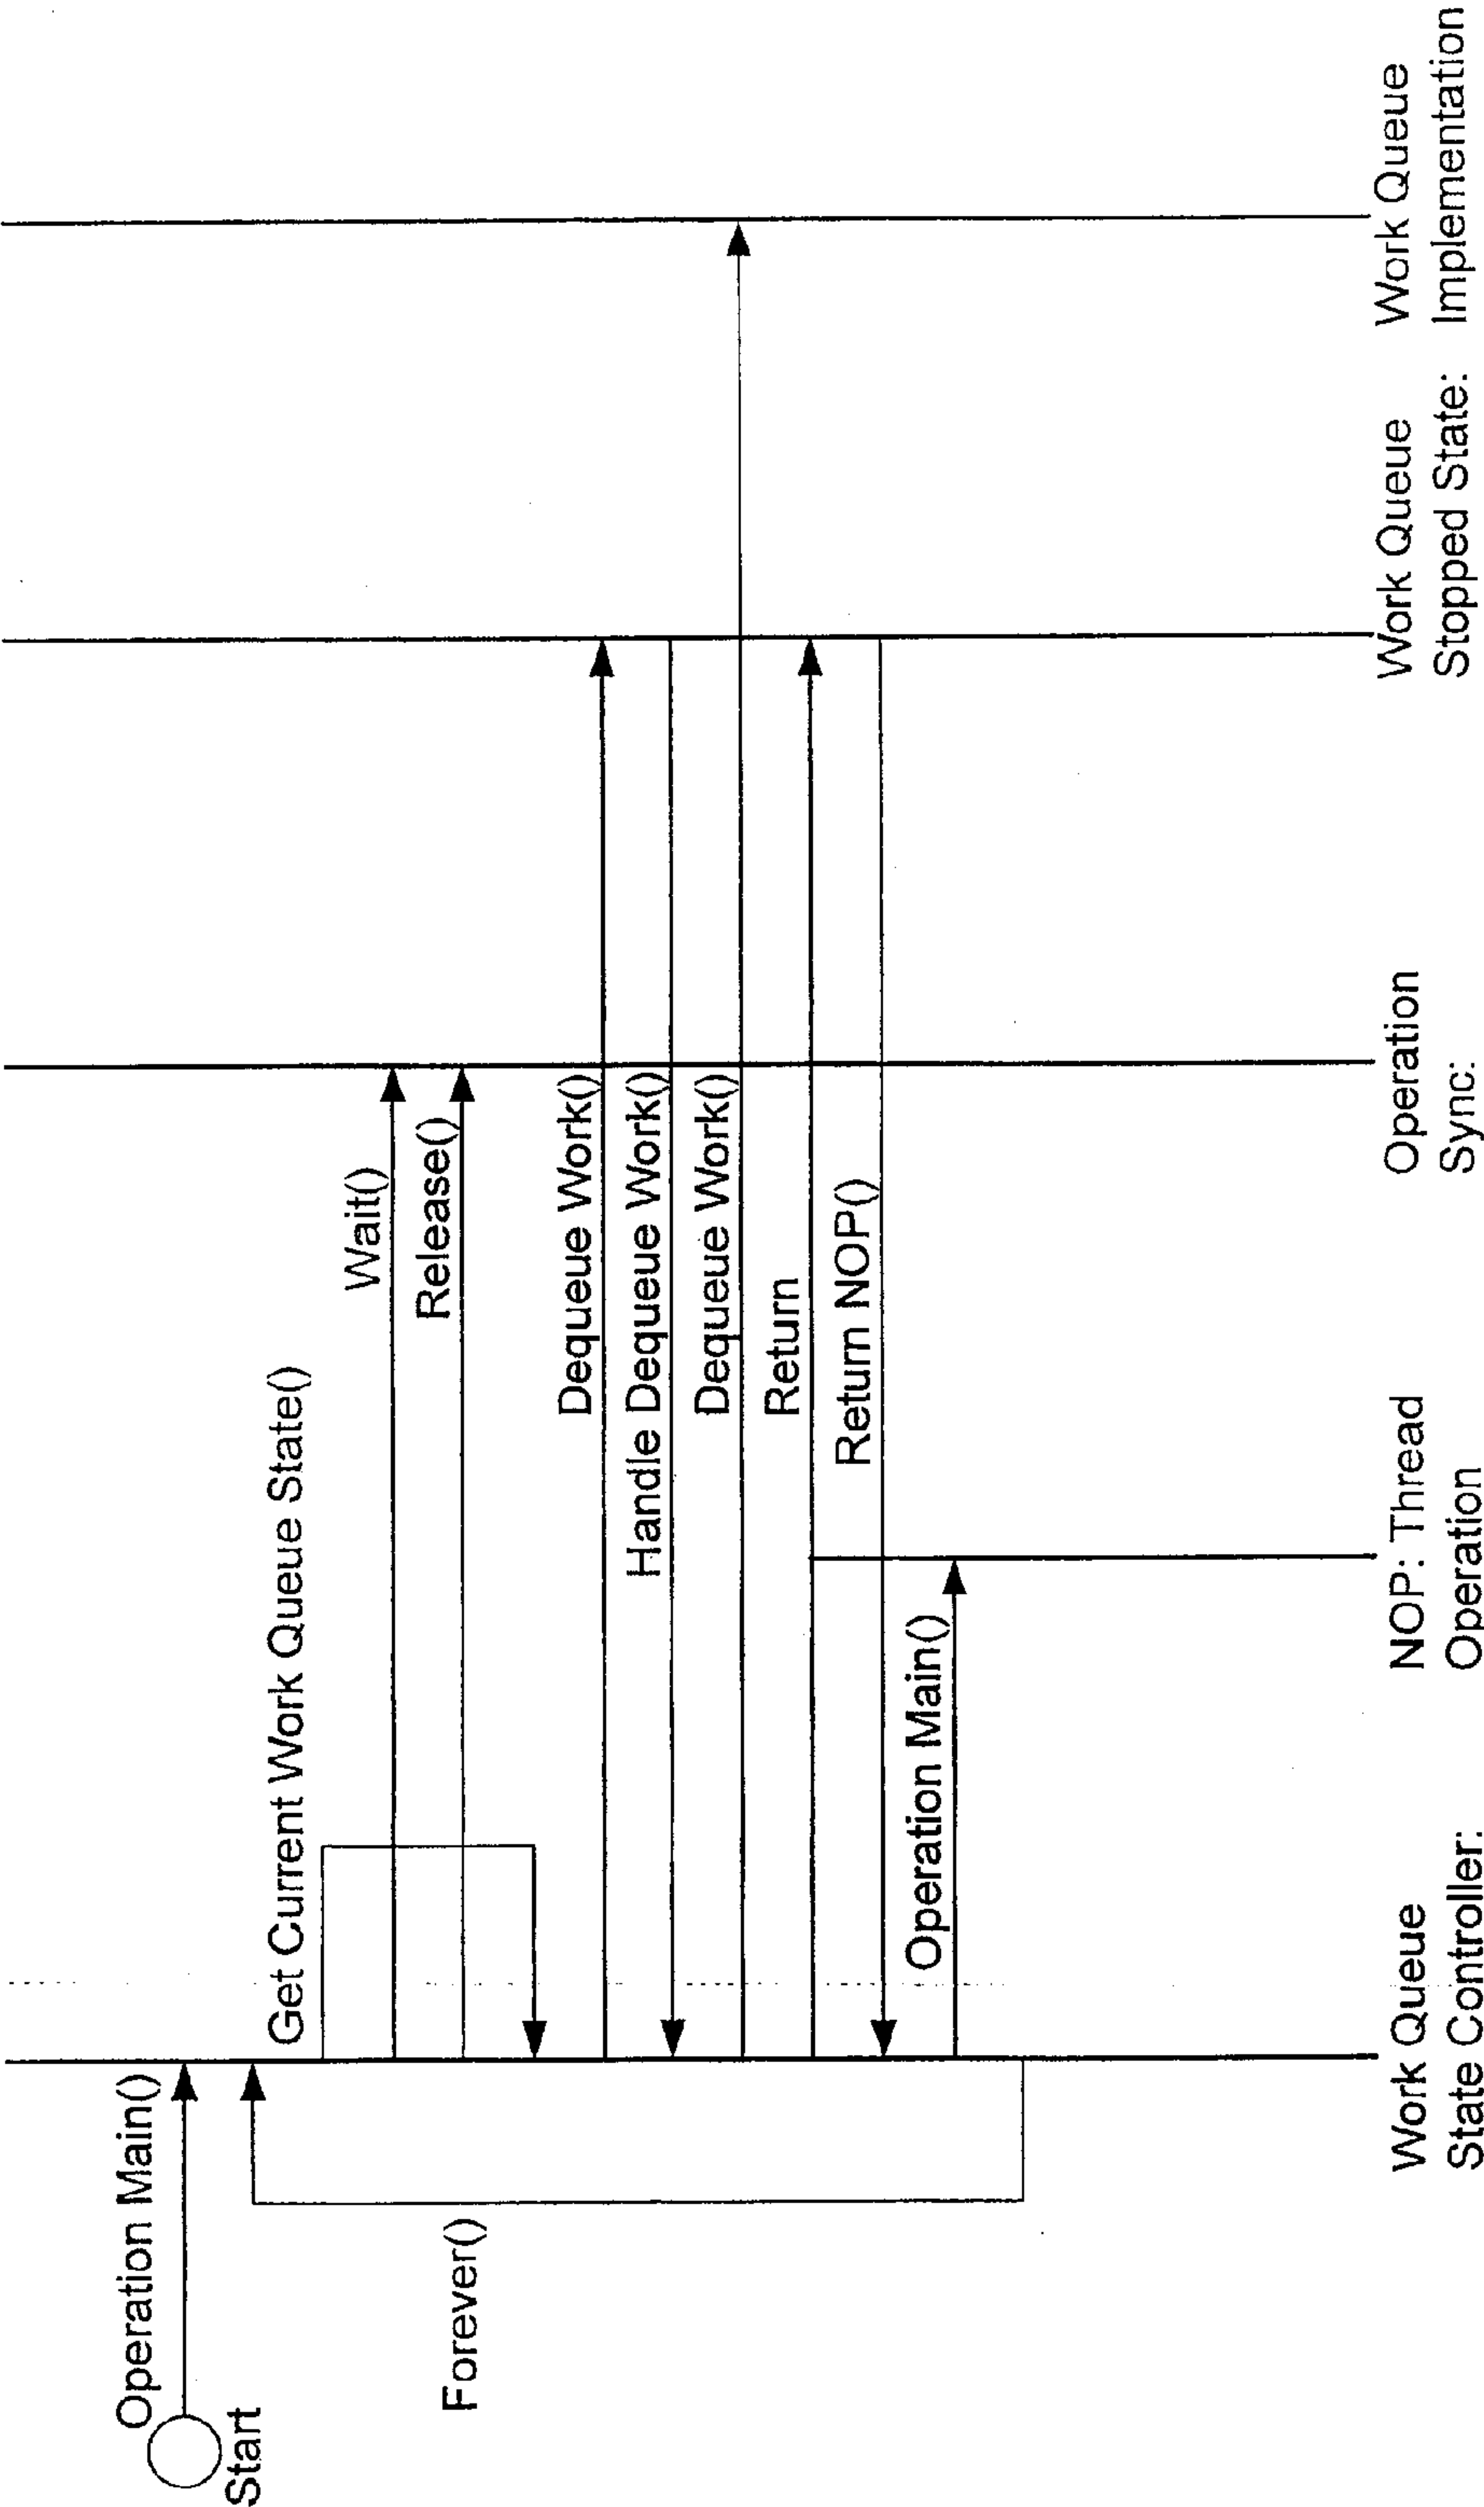 Operation Main()
Start
Get Current Work Queue State()
Wait()
Release()
Forever()
Dequeue Work()
Handle Dequeue Work()
Dequeue Work()
Return
Return NOP()
Operation Main()
Work Queue
State Controller:
NOP: Thread
Operation
Operation
Sync:
Work Queue
Stopped State:
Work Queue
Implementation